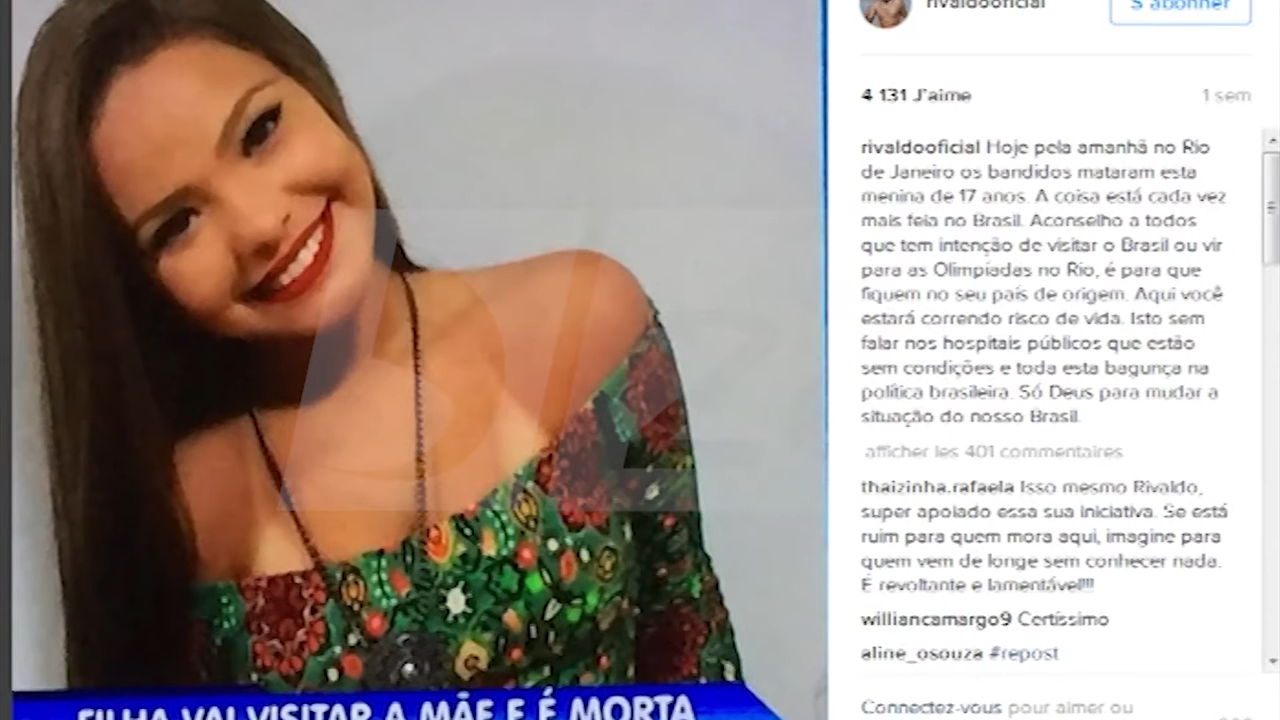 rivaldooficial
S'abonner
4 131 J'aime
1 sem
rivaldooficial Hoje pela amanhã no Rio
de Janeiro os bandidos mataram esta
menina de 17 anos. A coisa está cada vez
mais feia no Brasil. Aconselho a todos
que tem intenção de visitar o Brasil ou vir
para as Olimpíadas no Rio, é para que
fiquem no seu país de origem. Aqui você
estará correndo risco de vida. Isto sem
falar nos hospitais públicos que estão
sem condições e toda esta bagunça na
política brasileira. Só Deus para mudar a
situação do nosso Brasil.
afficher les 401 commentaires
thaizinha.rafaela Isso mesmo Rivaldo,
super apoiado essa sua iniciativa. Se está
ruim para quem mora aqui, imagine para
quem vem de longe sem conhecer nada.
É revoltante e lamentável!!!
williancamargo9 Certíssimo
aline_osouza #repost
Connectez-vous pour aimer ou
FILHA VAI VISITAR A MÃE E É MORTA